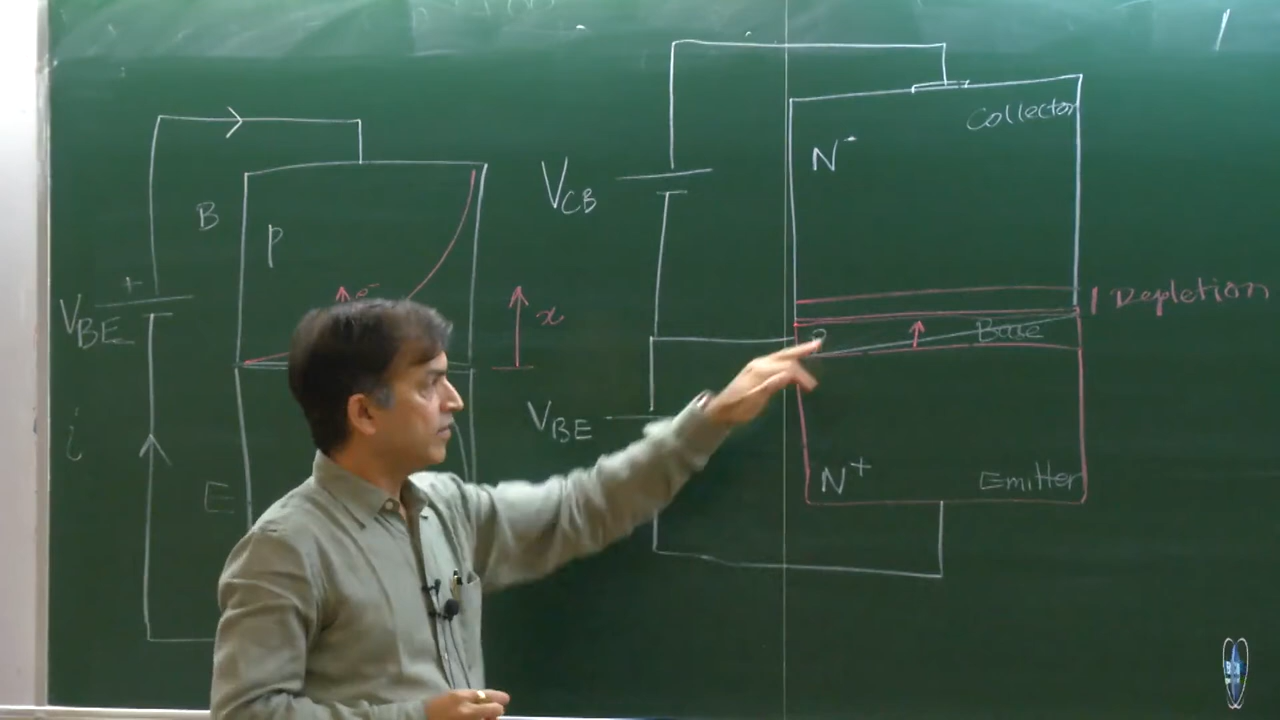 B
P
e⁻
x
+
V_BE
i
E
V_CB
N⁻
Collector
Depletion
P Base
V_BE
N⁺
Emitter